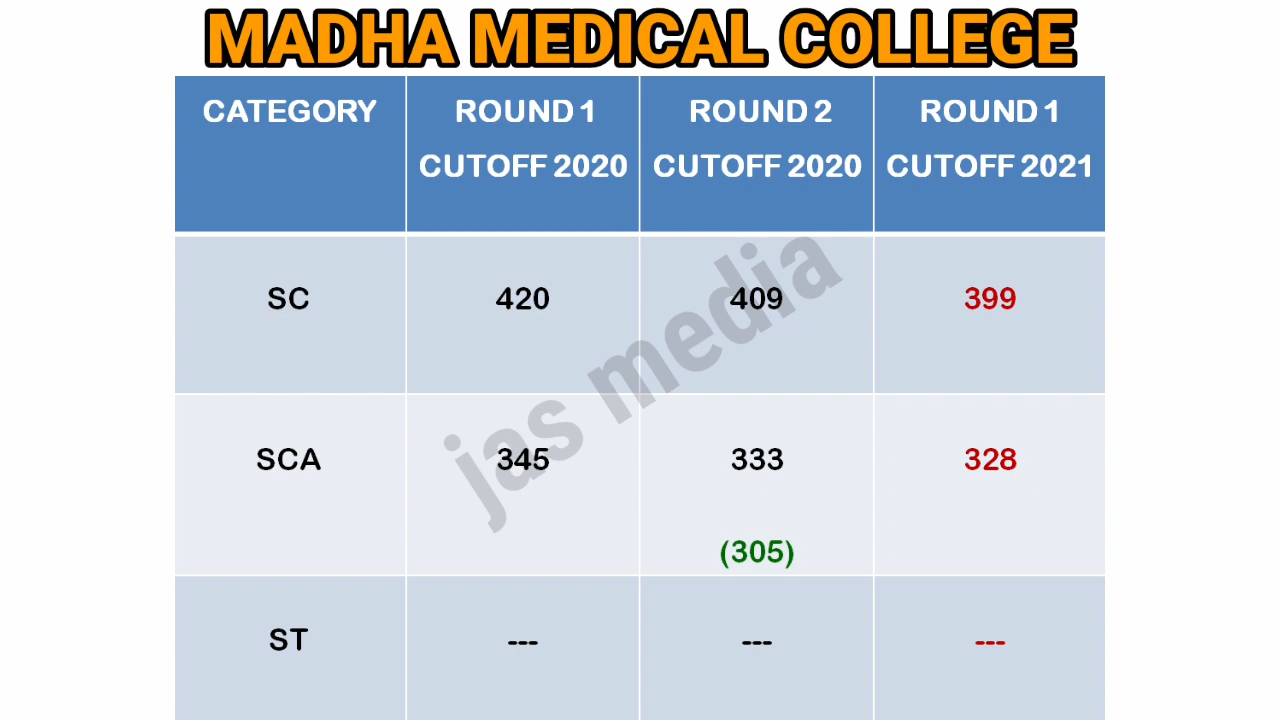 MADHA MEDICAL COLLEGE
CATEGORY ROUND 1 ROUND 2 ROUND 1
CUTOFF 2020 CUTOFF 2020 CUTOFF 2021
SC 420 409 399
jas media
SCA 345 333 328
(305)
ST --- --- ---